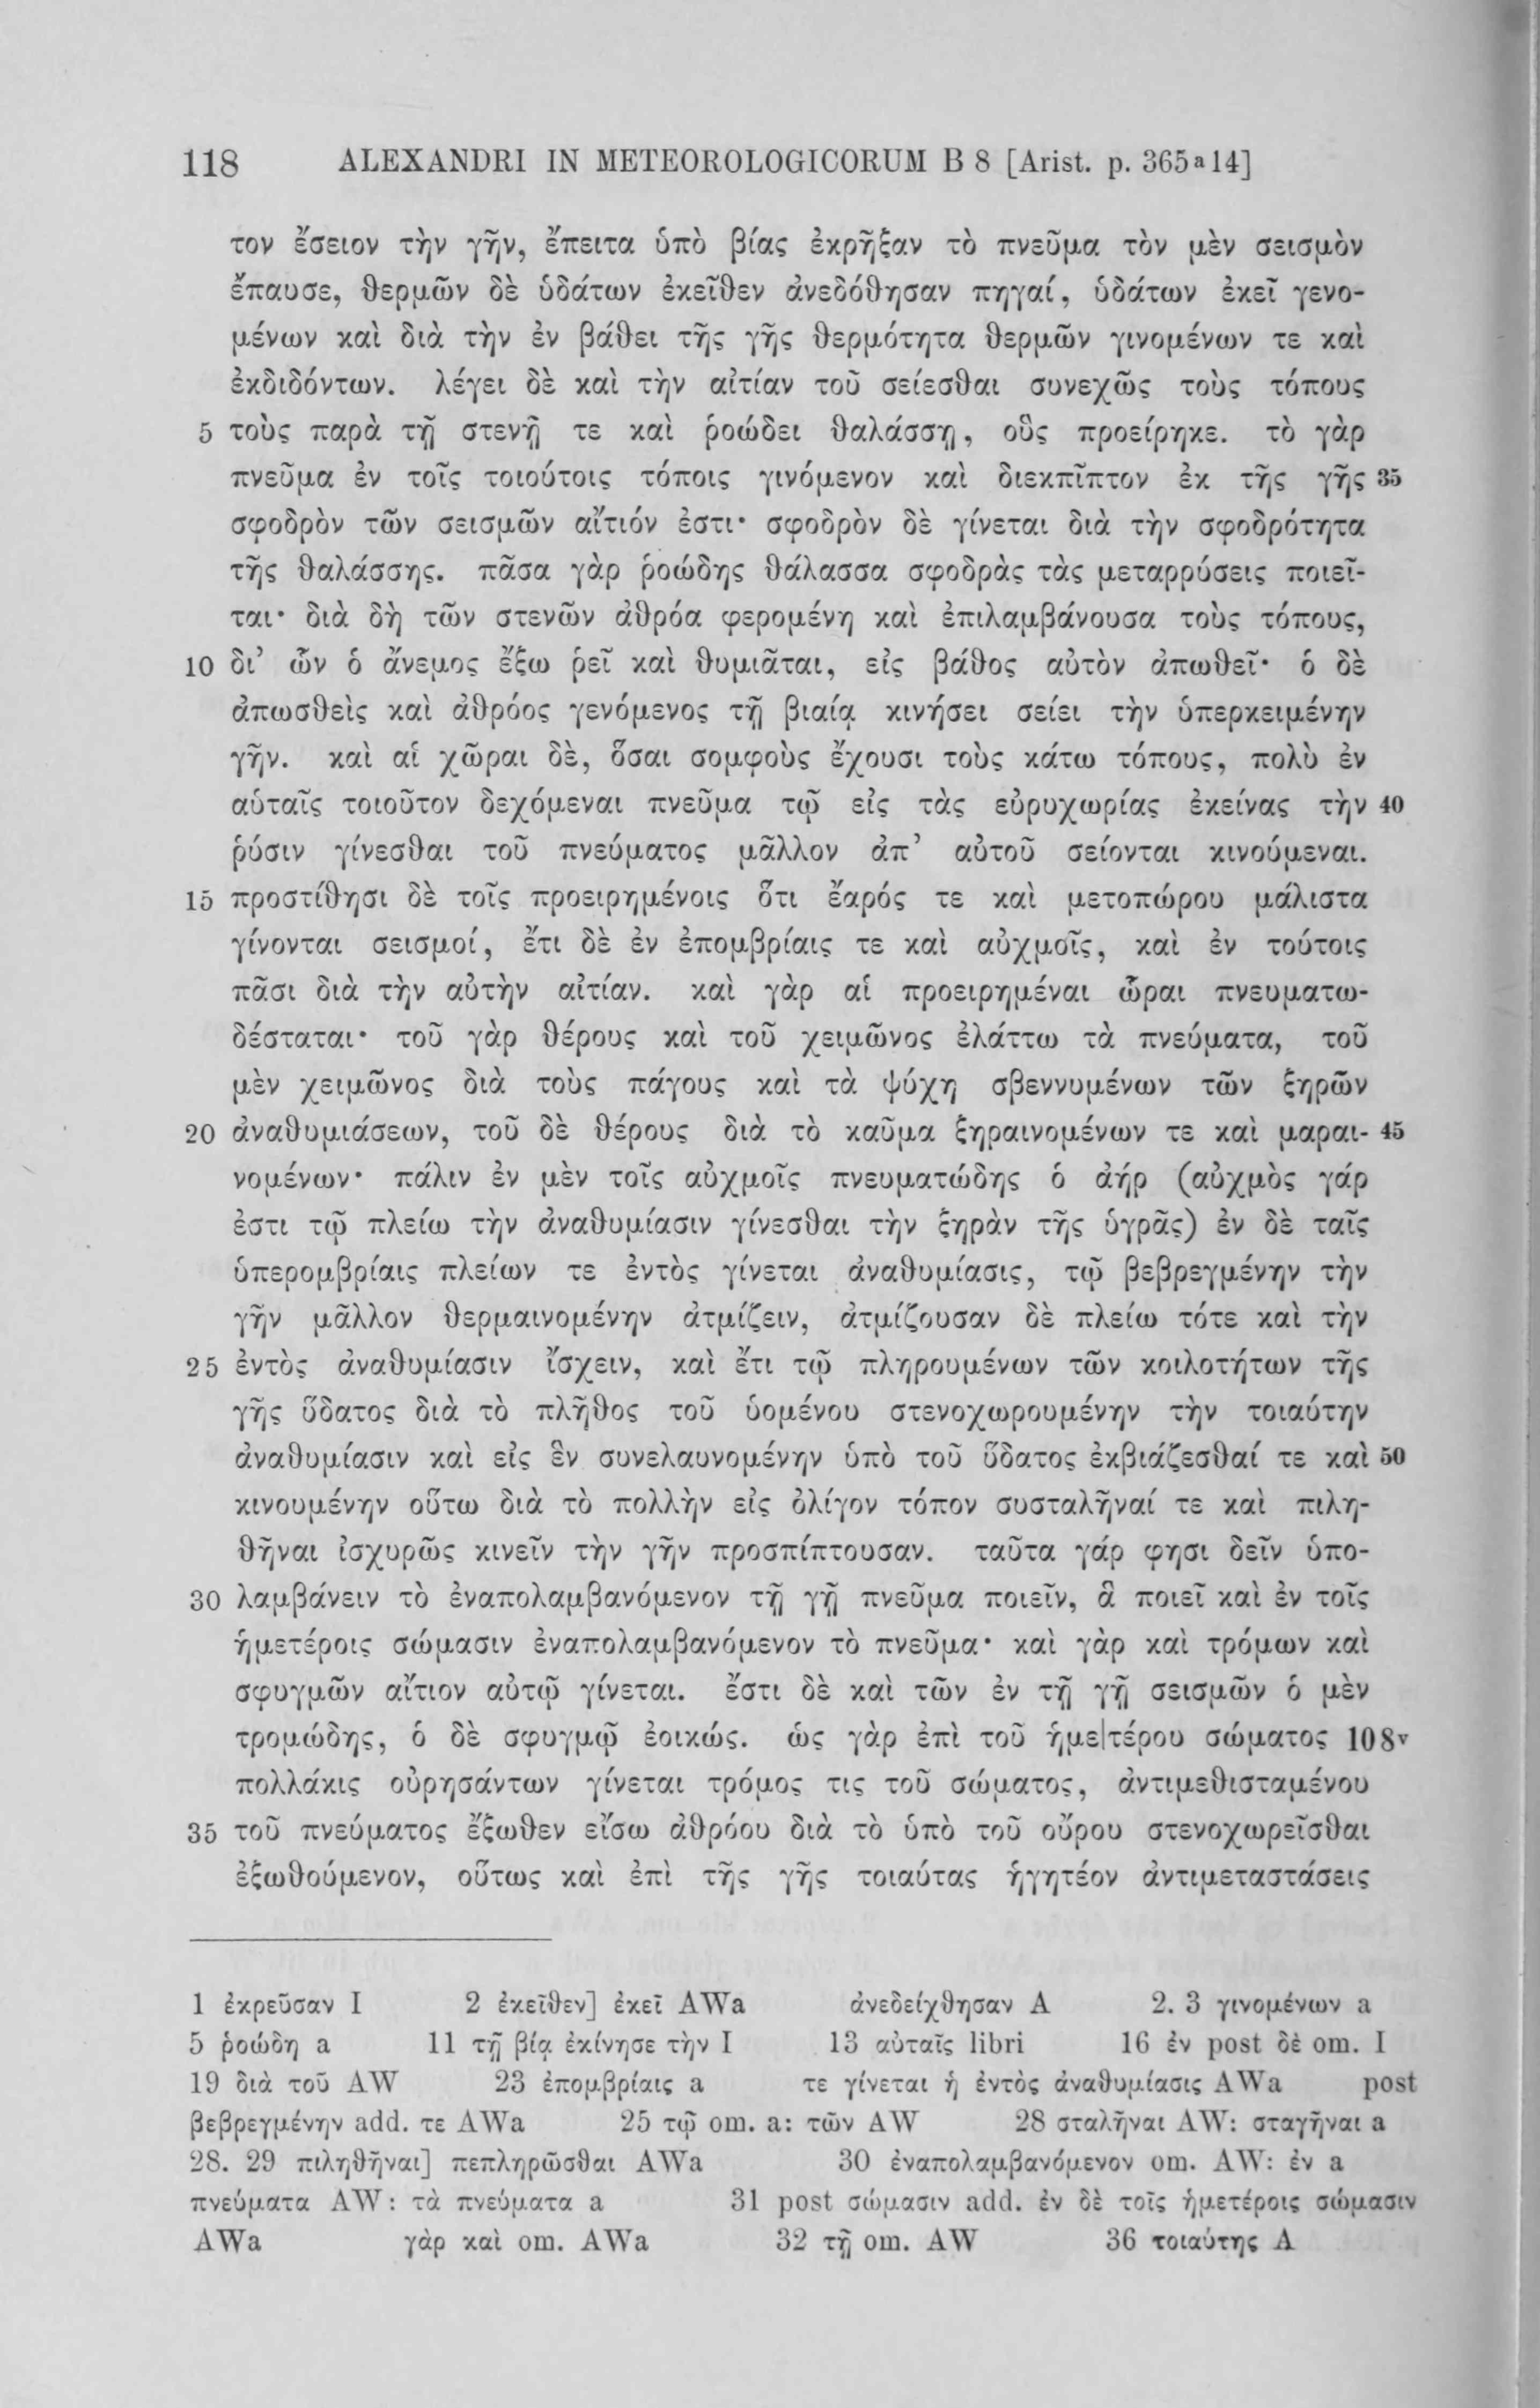 118 ALEXANDRI IN METEOROLOGICORUM B 8 [Arist. p. 365ᵃ14]
τον ἔσειον τὴν γῆν, ἔπειτα ὑπὸ βίας ἐκρῆξαν τὸ πνεῦμα τὸν μὲν σεισμὸν
ἔπαυσε, θερμῶν δὲ ὑδάτων ἐκεῖθεν ἀνεδόθησαν πηγαί, ὑδάτων ἐκεῖ γενο-
μένων καὶ διὰ τὴν ἐν βάθει τῆς γῆς θερμότητα θερμῶν γινομένων τε καὶ
ἐκδιδόντων. λέγει δὲ καὶ τὴν αἰτίαν τοῦ σείεσθαι συνεχῶς τοὺς τόπους
5 τοὺς παρὰ τῇ στενῇ τε καὶ ῥοώδει θαλάσσῃ, οὓς προείρηκε. τὸ γὰρ
πνεῦμα ἐν τοῖς τοιούτοις τόποις γινόμενον καὶ διεκπῖπτον ἐκ τῆς γῆς 35
σφοδρὸν τῶν σεισμῶν αἴτιόν ἐστι· σφοδρὸν δὲ γίνεται διὰ τὴν σφοδρότητα
τῆς θαλάσσης. πᾶσα γὰρ ῥοώδης θάλασσα σφοδρὰς τὰς μεταρρύσεις ποιεῖ-
ται· διὰ δὴ τῶν στενῶν ἀθρόα φερομένη καὶ ἐπιλαμβάνουσα τοὺς τόπους,
10 δι’ ὧν ὁ ἄνεμος ἔξω ῥεῖ καὶ θυμιᾶται, εἰς βάθος αὐτὸν ἀπωθεῖ· ὁ δὲ
ἀπωσθεὶς καὶ ἀθρόος γενόμενος τῇ βιαίᾳ κινήσει σείει τὴν ὑπερκειμένην
γῆν. καὶ αἱ χῶραι δὲ, ὅσαι σομφοὺς ἔχουσι τοὺς κάτω τόπους, πολὺ ἐν
αὑταῖς τοιοῦτον δεχόμεναι πνεῦμα τῷ εἰς τὰς εὐρυχωρίας ἐκείνας τὴν 40
ῥύσιν γίνεσθαι τοῦ πνεύματος μᾶλλον ἀπ’ αὐτοῦ σείονται κινούμεναι.
15 προστίθησι δὲ τοῖς προειρημένοις ὅτι ἔαρός τε καὶ μετοπώρου μάλιστα
γίνονται σεισμοί, ἔτι δὲ ἐν ἐπομβρίαις τε καὶ αὐχμοῖς, καὶ ἐν τούτοις
πᾶσι διὰ τὴν αὐτὴν αἰτίαν. καὶ γὰρ αἱ προειρημέναι ὧραι πνευματω-
δέσταται· τοῦ γὰρ θέρους καὶ τοῦ χειμῶνος ἐλάττω τὰ πνεύματα, τοῦ
μὲν χειμῶνος διὰ τοὺς πάγους καὶ τὰ ψύχη σβεννυμένων τῶν ξηρῶν
20 ἀναθυμιάσεων, τοῦ δὲ θέρους διὰ τὸ καῦμα ξηραινομένων τε καὶ μαραι- 45
νομένων· πάλιν ἐν μὲν τοῖς αὐχμοῖς πνευματώδης ὁ ἀήρ (αὐχμὸς γάρ
ἐστι τῷ πλείω τὴν ἀναθυμίασιν γίνεσθαι τὴν ξηρὰν τῆς ὑγρᾶς) ἐν δὲ ταῖς
ὑπερομβρίαις πλείων τε ἐντὸς γίνεται ἀναθυμίασις, τῷ βεβρεγμένην τὴν
γῆν μᾶλλον θερμαινομένην ἀτμίζειν, ἀτμίζουσαν δὲ πλείω τότε καὶ τὴν
25 ἐντὸς ἀναθυμίασιν ἴσχειν, καὶ ἔτι τῷ πληρουμένων τῶν κοιλοτήτων τῆς
γῆς ὕδατος διὰ τὸ πλῆθος τοῦ ὑομένου στενοχωρουμένην τὴν τοιαύτην
ἀναθυμίασιν καὶ εἰς ἓν συνελαυνομένην ὑπὸ τοῦ ὕδατος ἐκβιάζεσθαί τε καὶ 50
κινουμένην οὕτω διὰ τὸ πολλὴν εἰς ὀλίγον τόπον συσταλῆναί τε καὶ πιλη-
θῆναι ἰσχυρῶς κινεῖν τὴν γῆν προσπίπτουσαν. ταῦτα γάρ φησι δεῖν ὑπο-
30 λαμβάνειν τὸ ἐναπολαμβανόμενον τῇ γῇ πνεῦμα ποιεῖν, ἃ ποιεῖ καὶ ἐν τοῖς
ἡμετέροις σώμασιν ἐναπολαμβανόμενον τὸ πνεῦμα· καὶ γὰρ καὶ τρόμων καὶ
σφυγμῶν αἴτιον αὐτῷ γίνεται. ἔστι δὲ καὶ τῶν ἐν τῇ γῇ σεισμῶν ὁ μὲν
τρομώδης, ὁ δὲ σφυγμῷ ἐοικώς. ὡς γὰρ ἐπὶ τοῦ ἡμε|τέρου σώματος 108ᵛ
πολλάκις οὐρησάντων γίνεται τρόμος τις τοῦ σώματος, ἀντιμεθισταμένου
35 τοῦ πνεύματος ἔξωθεν εἴσω ἀθρόου διὰ τὸ ὑπὸ τοῦ οὔρου στενοχωρεῖσθαι
ἐξωθούμενον, οὕτως καὶ ἐπὶ τῆς γῆς τοιαύτας ἡγητέον ἀντιμεταστάσεις
1 ἐκρεῦσαν I 2 ἐκεῖθεν] ἐκεῖ AWa ἀνεδείχθησαν A 2. 3 γινομένων a
5 ῥοώδη a 11 τῇ βίᾳ ἐκίνησε τὴν I 13 αὐταῖς libri 16 ἐν post δὲ om. I
19 διὰ τοῦ AW 23 ἐπομβρίαις a τε γίνεται ἡ ἐντὸς ἀναθυμίασις AWa post
βεβρεγμένην add. τε AWa 25 τῷ om. a: τῶν AW 28 σταλῆναι AW: σταγῆναι a
28. 29 πιληθῆναι] πεπληρῶσθαι AWa 30 ἐναπολαμβανόμενον om. AW: ἐν a
πνεύματα AW: τὰ πνεύματα a 31 post σώμασιν add. ἐν δὲ τοῖς ἡμετέροις σώμασιν
AWa γὰρ καὶ om. AWa 32 τῇ om. AW 36 τοιαύτης A